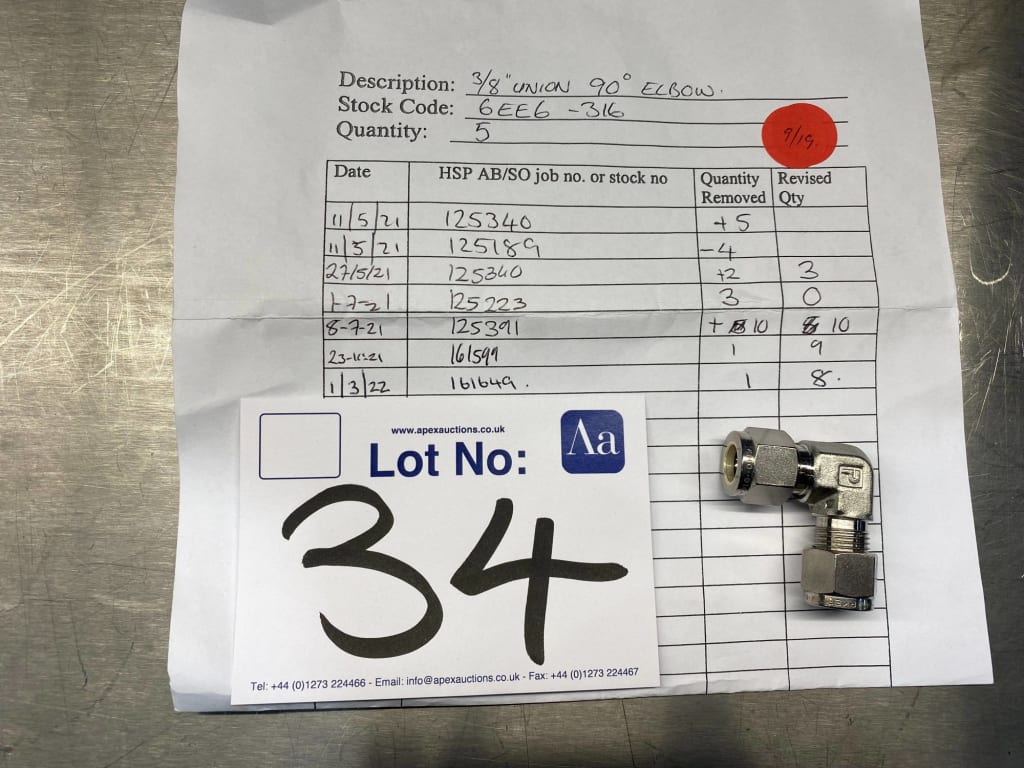 Description: 3/8" UNION 90° ELBOW.
Stock Code: 6EE6 -316
Quantity: 5
9/19.
Date HSP AB/SO job no. or stock no Quantity Removed Revised Qty
11/5/21 125340 +5
11/5/21 125189 -4
27/5/21 125340 +2 3
1-7-21 125223 3 0
8-7-21 125391 + 10 10
23-11-21 161599 1 9
1/3/22 161649. 1 8.
www.apexauctions.co.uk
Aa
Lot No:
34
Tel: +44 (0)1273 224466 - Email: info@apexauctions.co.uk - Fax: +44 (0)1273 224467